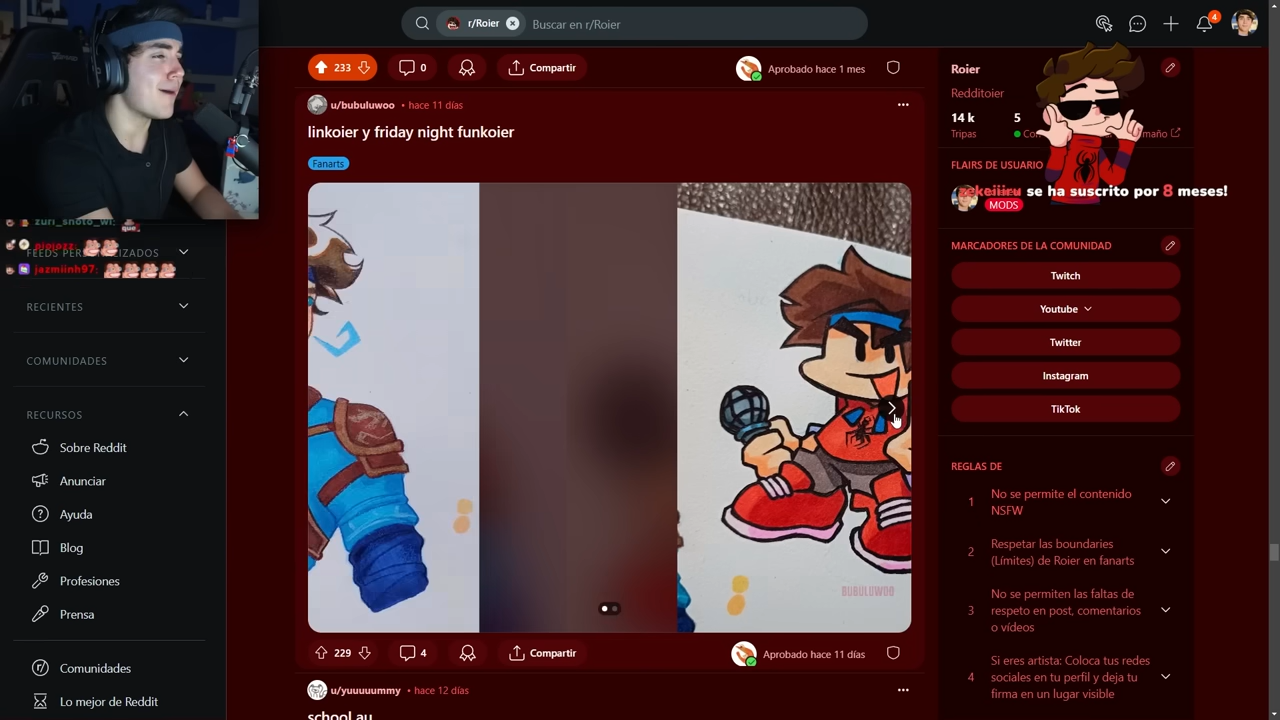 r/Roier
Buscar en r/Roier
4
233
0
Compartir
Aprobado hace 1 mes
u/bubuluwoo • hace 11 días
linkoier y friday night funkoier
Fanarts
BUBULUWOO
229
4
Compartir
Aprobado hace 11 días
u/yuuuuummy • hace 12 días
school au
zuri_shoto_wi:
jazmiinh97:
RECIENTES
COMUNIDADES
RECURSOS
Sobre Reddit
Anunciar
Ayuda
Blog
Profesiones
Prensa
Comunidades
Lo mejor de Reddit
Roier
Redditoier
14 k
5
Tripas
FLAIRS DE USUARIO
se ha suscrito por 8 meses!
MODS
MARCADORES DE LA COMUNIDAD
Twitch
Youtube
Twitter
Instagram
TikTok
REGLAS DE
1 No se permite el contenido
NSFW
2 Respetar las boundaries
(Límites) de Roier en fanarts
3 No se permiten las faltas de
respeto en post, comentarios
o vídeos
4 Si eres artista: Coloca tus redes
sociales en tu perfil y deja tu
firma en un lugar visible